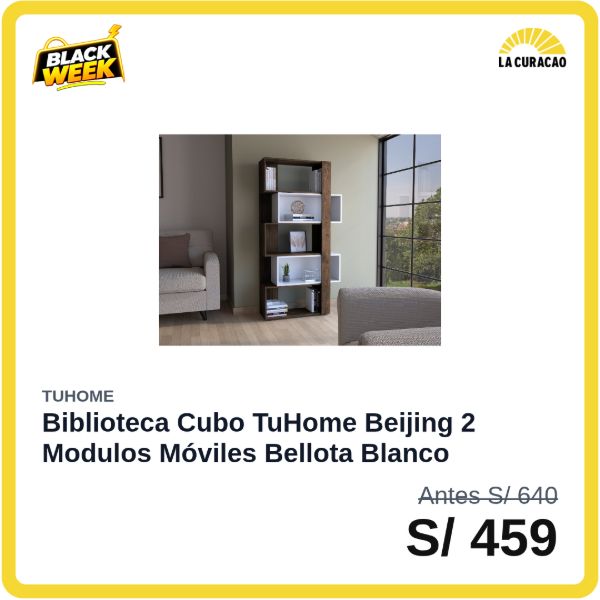 BLACK
WEEK
LA CURACAO
TUHOME
Biblioteca Cubo TuHome Beijing 2
Modulos Móviles Bellota Blanco
Antes S/ 640
S/ 459